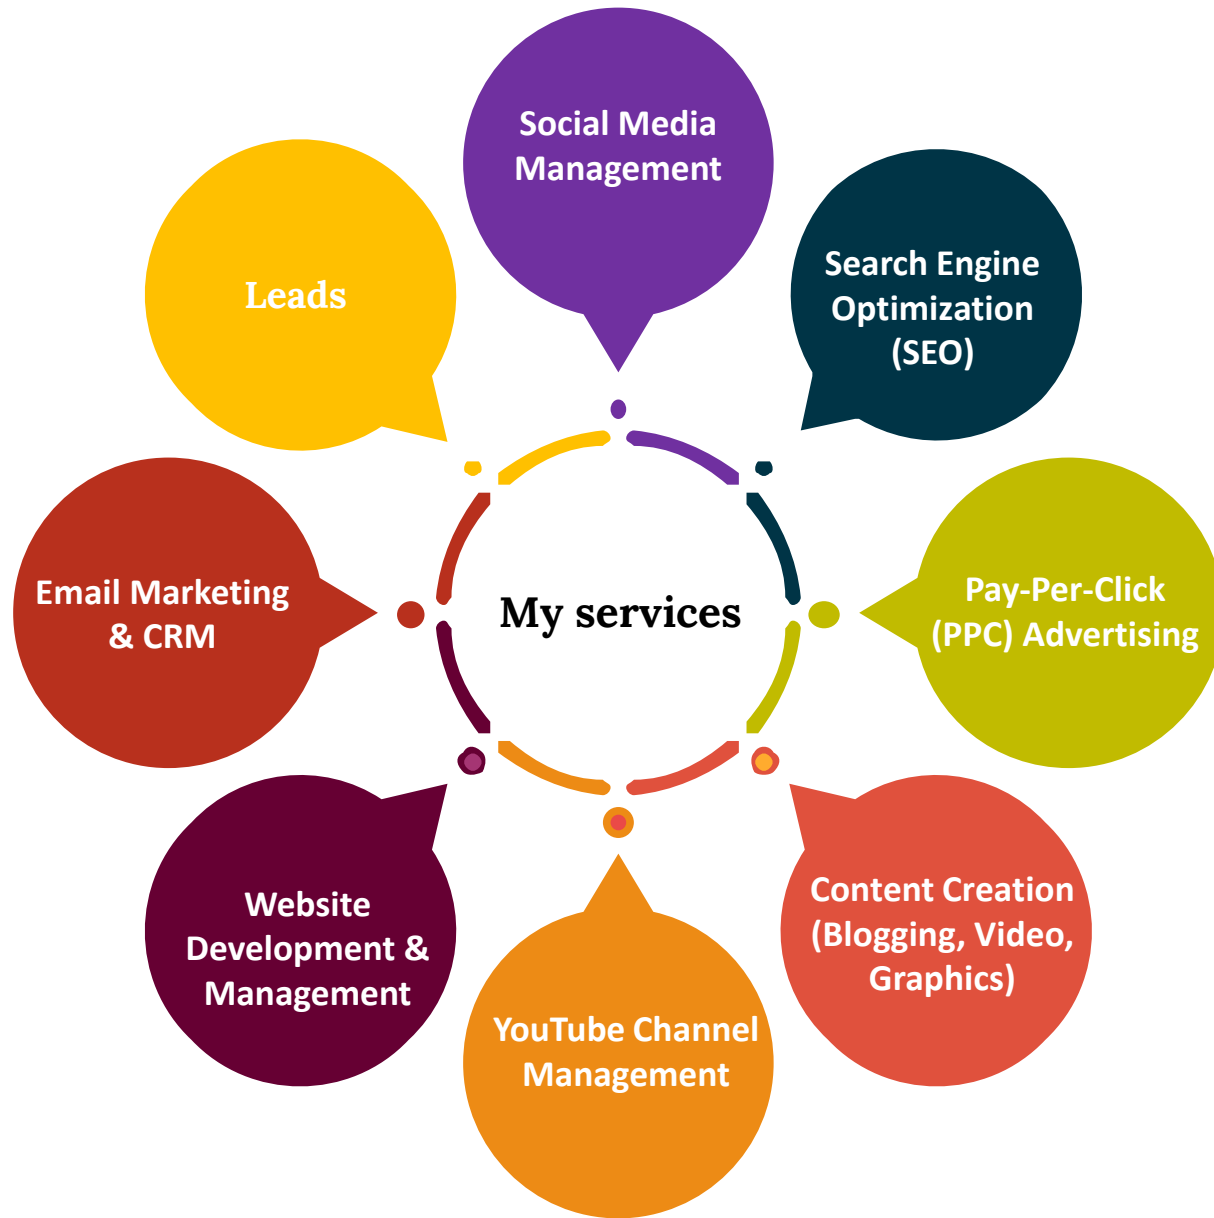 Social Media
Management
Search Engine
Optimization
(SEO)
Pay-Per-Click
(PPC) Advertising
Content Creation
(Blogging, Video,
Graphics)
YouTube Channel
Management
Website
Development &
Management
Email Marketing
& CRM
Leads
My services